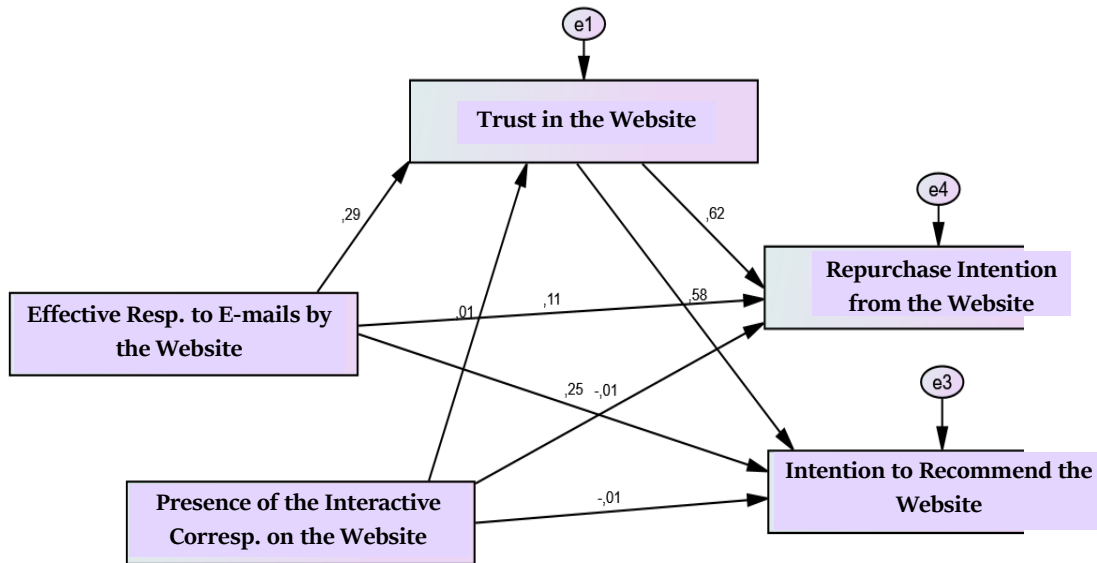 e1
Trust in the Website
e4
,29
,62
Repurchase Intention
from the Website
Effective Resp. to E-mails by
the Website
,01
,11
,58
e3
,25
-,01
Intention to Recommend the
Website
Presence of the Interactive
Corresp. on the Website
-,01